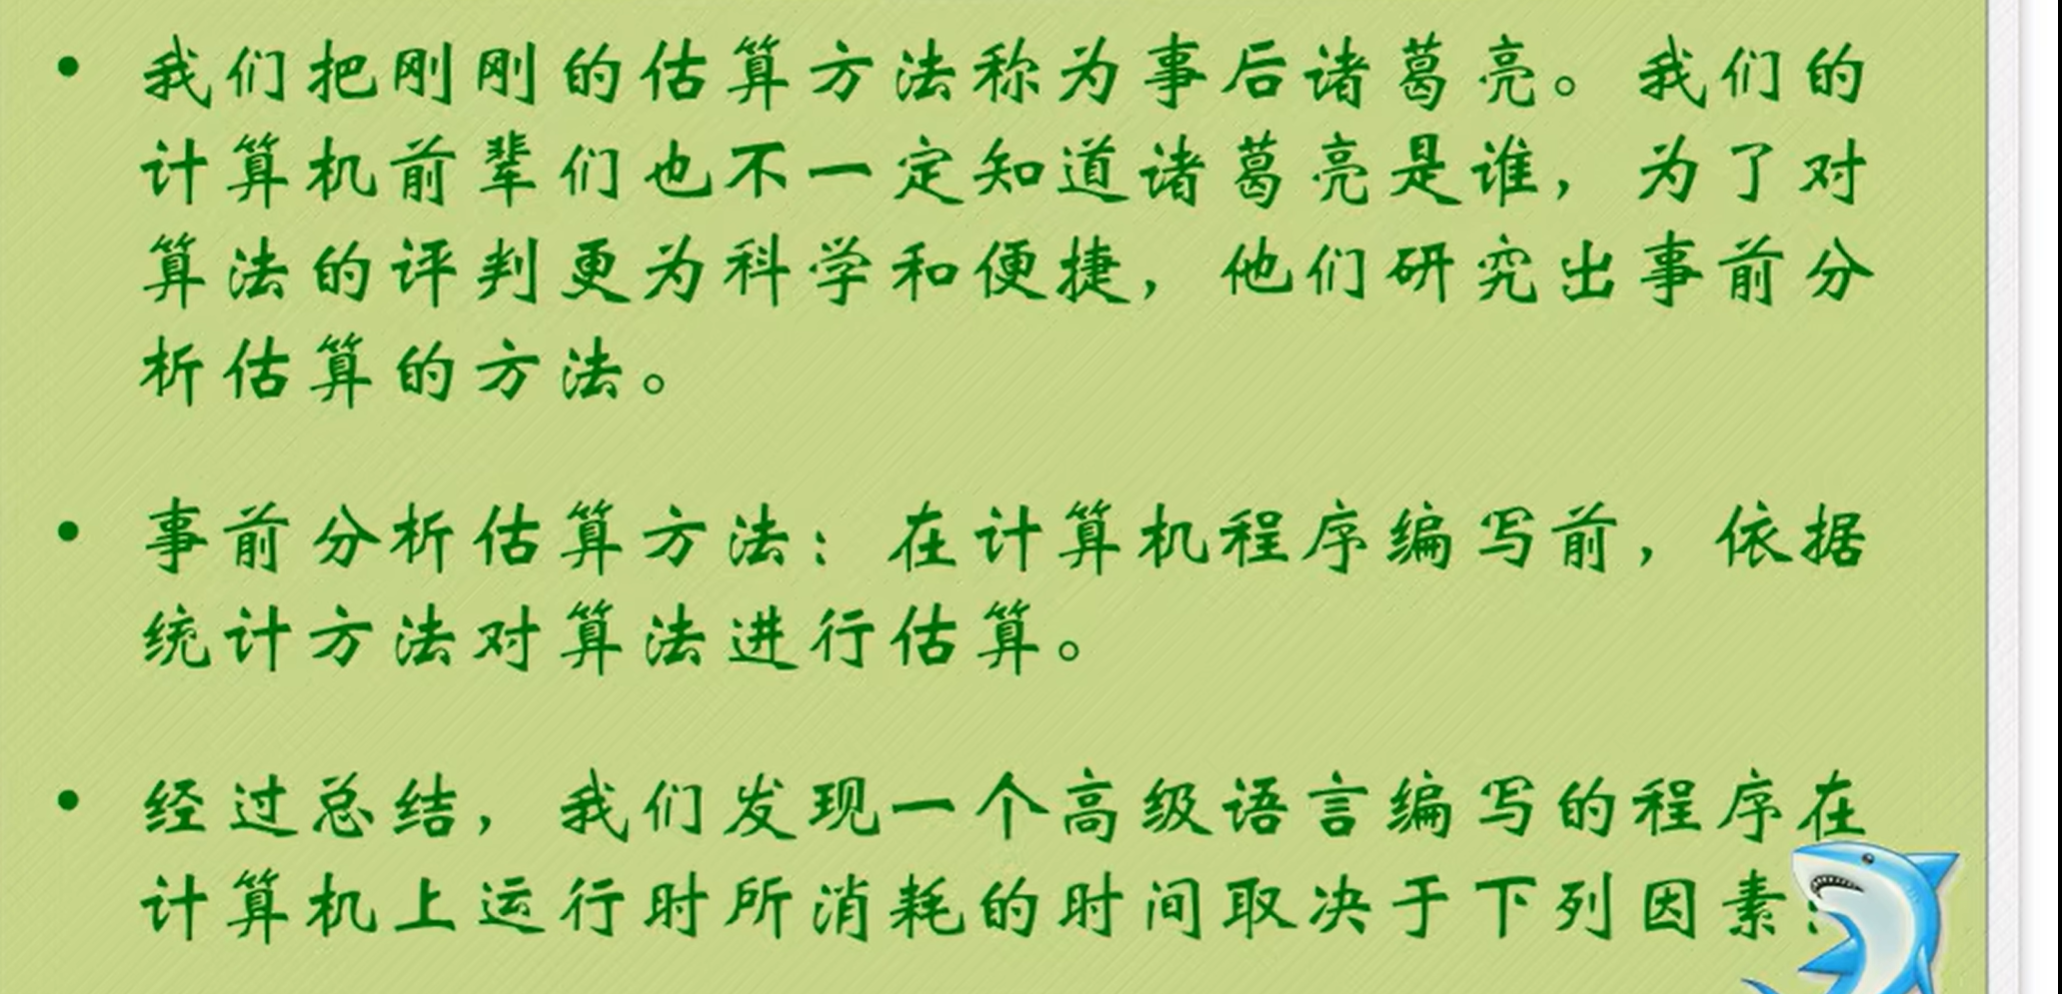 • 我们把刚刚的估算方法称为事后诸葛亮。我们的
计算机前辈们也不一定知道诸葛亮是谁，为了对
算法的评判更为科学和便捷，他们研究出事前分
析估算的方法。
• 事前分析估算方法：在计算机程序编写前，依据
统计方法对算法进行估算。
• 经过总结，我们发现一个高级语言编写的程序在
计算机上运行时所消耗的时间取决于下列因素：